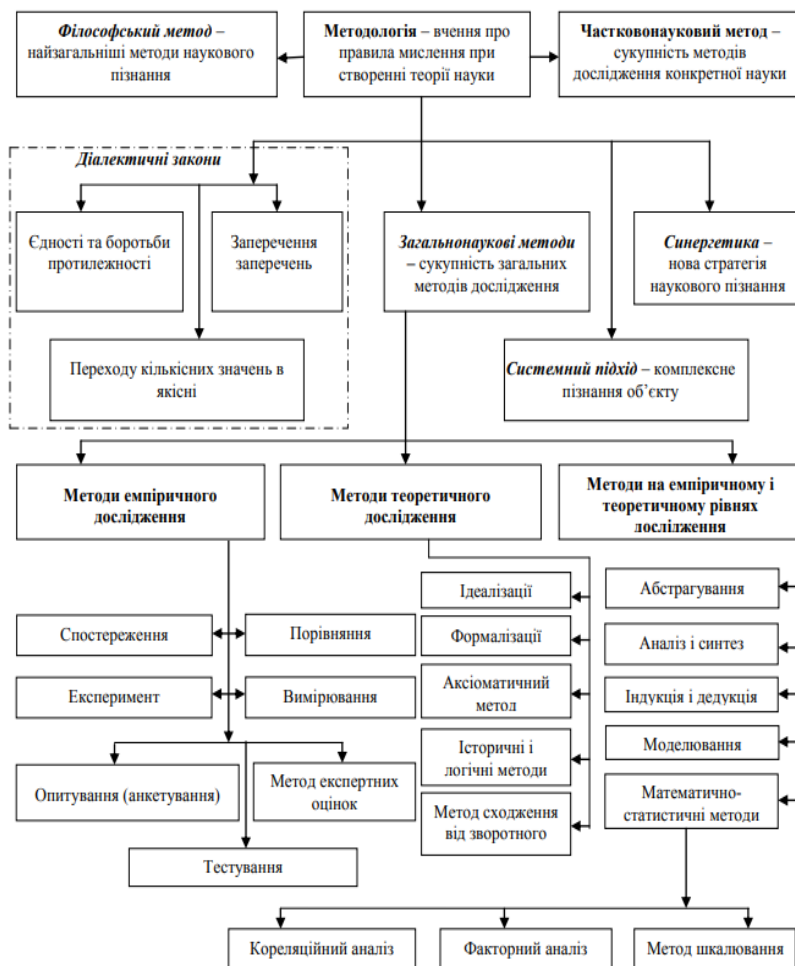 Філософський метод –
найзагальніші методи наукового
пізнання
Методологія – вчення про
правила мислення при
створенні теорії науки
Частковонауковий метод –
сукупність методів
дослідження конкретної науки
Діалектичні закони
Єдності та боротьби
протилежності
Заперечення
заперечень
Переходу кількісних значень в
якісні
Загальнонаукові методи
– сукупність загальних
методів дослідження
Синергетика –
нова стратегія
наукового пізнання
Системний підхід – комплексне
пізнання об’єкту
Методи емпіричного
дослідження
Методи теоретичного
дослідження
Методи на емпіричному і
теоретичному рівнях
дослідження
Спостереження
Порівняння
Експеримент
Вимірювання
Опитування (анкетування)
Метод експертних
оцінок
Тестування
Ідеалізації
Формалізації
Аксіоматичний
метод
Історичні і
логічні методи
Метод сходження
від зворотного
Абстрагування
Аналіз і синтез
Індукція і дедукція
Моделювання
Математично-
статистичні методи
Кореляційний аналіз
Факторний аналіз
Метод шкалювання